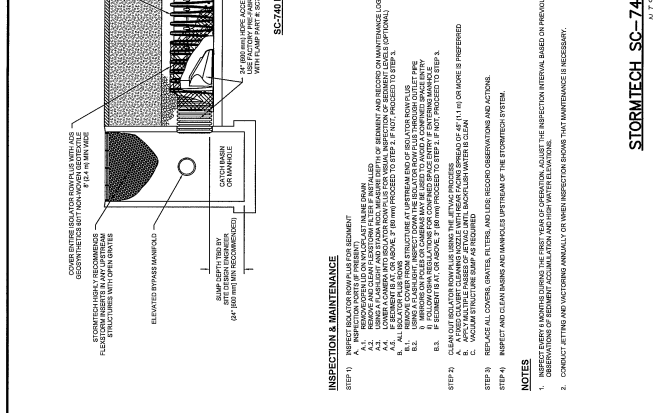 COVER ENTIRE ISOLATOR ROW PLUS WITH ADS
GEOSYNTHETICS 601T NON-WOVEN GEOTEXTILE
8' (2.4 m) MIN WIDE
STORMTECH HIGHLY RECOMMENDS
FLEXSTORM INSERTS IN ANY UPSTREAM
STRUCTURES WITH OPEN GRATES
ELEVATED BYPASS MANIFOLD
SUMP DEPTH TBD BY
SITE DESIGN ENGINEER
(24" [600 mm] MIN RECOMMENDED)
CATCH BASIN
OR MANHOLE
24" (600 mm) HDPE ACCE
USE FACTORY PRE-FAB
WITH FLAMP PART #: SC7
SC-740 I
INSPECTION & MAINTENANCE
STEP 1) INSPECT ISOLATOR ROW PLUS FOR SEDIMENT
A. INSPECTION PORTS (IF PRESENT)
A.1. REMOVE/OPEN LID ON NYLOPLAST INLINE DRAIN
A.2. REMOVE AND CLEAN FLEXSTORM FILTER IF INSTALLED
A.3. USING A FLASHLIGHT AND STADIA ROD, MEASURE DEPTH OF SEDIMENT AND RECORD ON MAINTENANCE LOG
A.4. LOWER A CAMERA INTO ISOLATOR ROW PLUS FOR VISUAL INSPECTION OF SEDIMENT LEVELS (OPTIONAL)
A.5. IF SEDIMENT IS AT, OR ABOVE, 3" (80 mm) PROCEED TO STEP 2. IF NOT, PROCEED TO STEP 3.
B. ALL ISOLATOR PLUS ROWS
B.1. REMOVE COVER FROM STRUCTURE AT UPSTREAM END OF ISOLATOR ROW PLUS
B.2. USING A FLASHLIGHT, INSPECT DOWN THE ISOLATOR ROW PLUS THROUGH OUTLET PIPE
i) MIRRORS ON POLES OR CAMERAS MAY BE USED TO AVOID A CONFINED SPACE ENTRY
ii) FOLLOW OSHA REGULATIONS FOR CONFINED SPACE ENTRY IF ENTERING MANHOLE
B.3. IF SEDIMENT IS AT, OR ABOVE, 3" (80 mm) PROCEED TO STEP 2. IF NOT, PROCEED TO STEP 3.
STEP 2) CLEAN OUT ISOLATOR ROW PLUS USING THE JETVAC PROCESS
A. A FIXED CULVERT CLEANING NOZZLE WITH REAR FACING SPREAD OF 45" (1.1 m) OR MORE IS PREFERRED
B. APPLY MULTIPLE PASSES OF JETVAC UNTIL BACKFLUSH WATER IS CLEAN
C. VACUUM STRUCTURE SUMP AS REQUIRED
STEP 3) REPLACE ALL COVERS, GRATES, FILTERS, AND LIDS; RECORD OBSERVATIONS AND ACTIONS.
STEP 4) INSPECT AND CLEAN BASINS AND MANHOLES UPSTREAM OF THE STORMTECH SYSTEM.
NOTES
1. INSPECT EVERY 6 MONTHS DURING THE FIRST YEAR OF OPERATION. ADJUST THE INSPECTION INTERVAL BASED ON PREVIOU
OBSERVATIONS OF SEDIMENT ACCUMULATION AND HIGH WATER ELEVATIONS.
2. CONDUCT JETTING AND VACTORING ANNUALLY OR WHEN INSPECTION SHOWS THAT MAINTENANCE IS NECESSARY.
STORMTECH SC-74